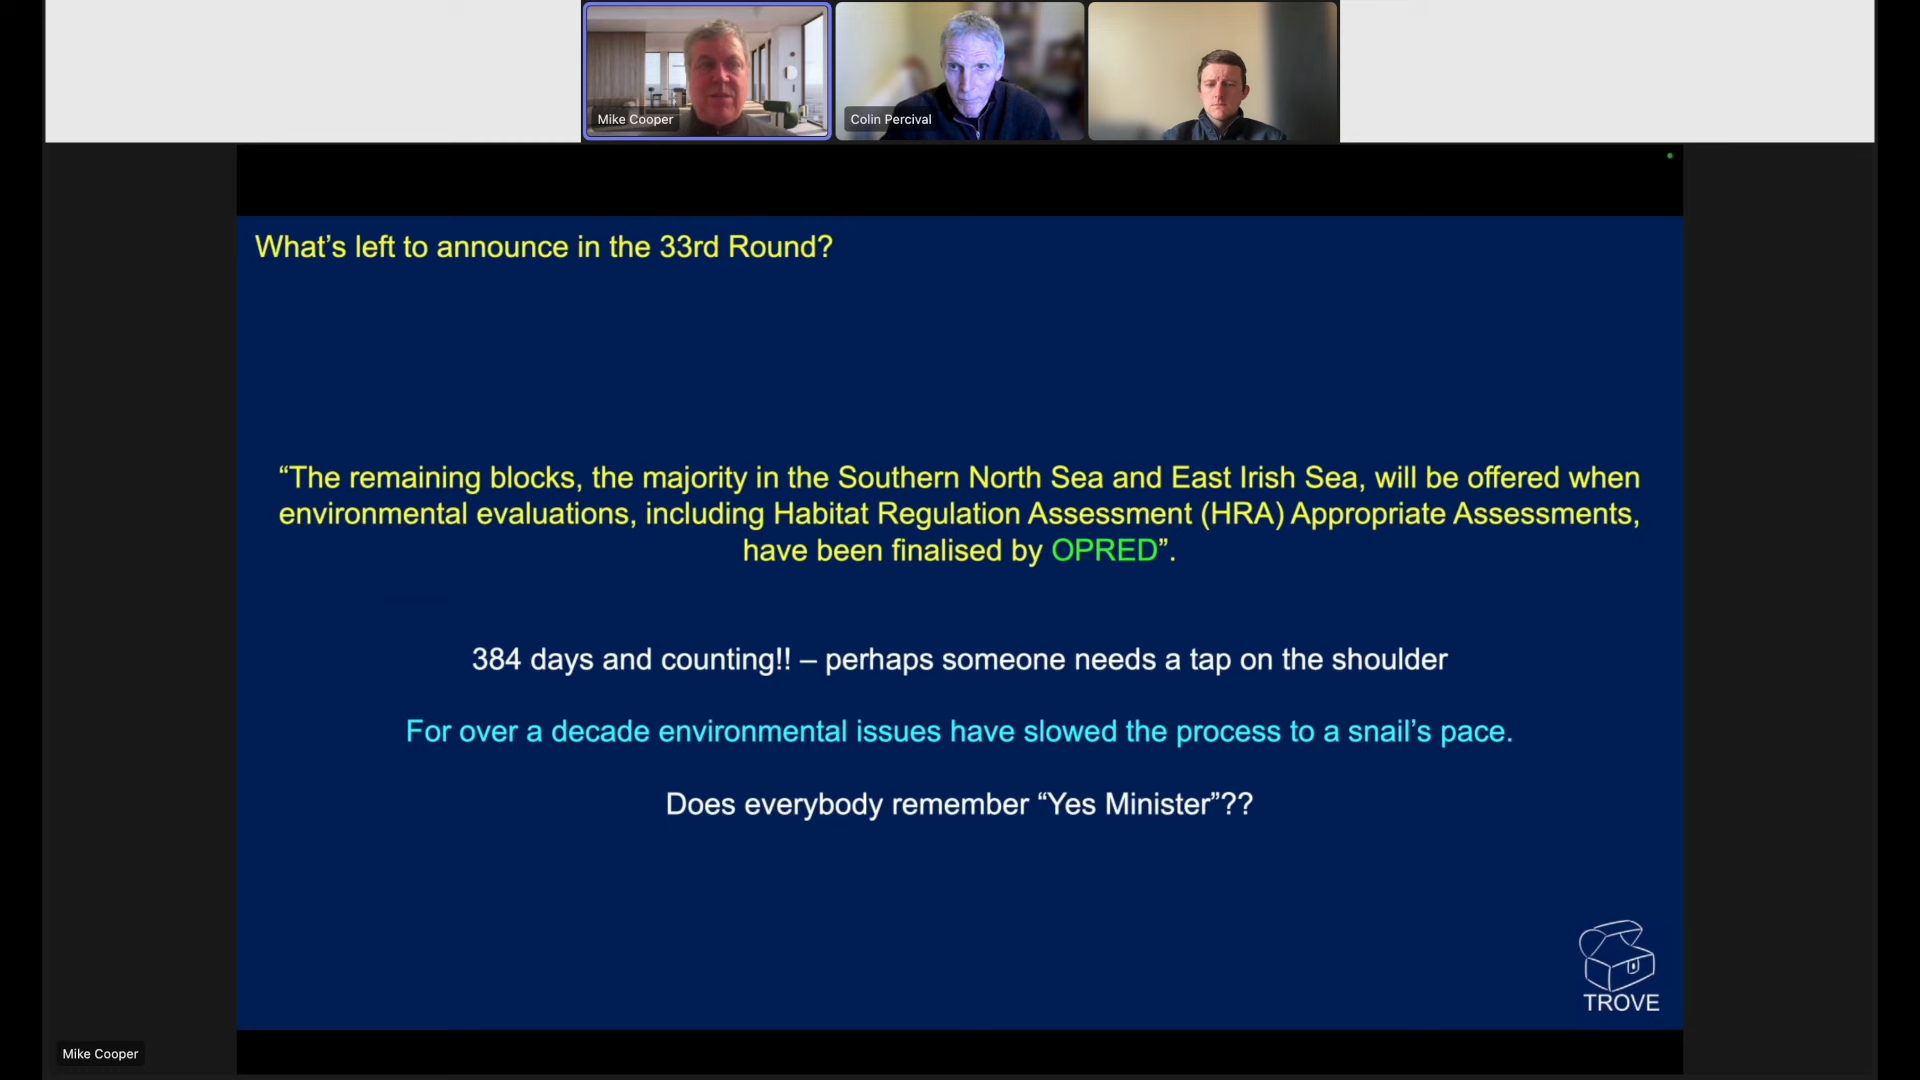 Mike Cooper
Colin Percival
What’s left to announce in the 33rd Round?
“The remaining blocks, the majority in the Southern North Sea and East Irish Sea, will be offered when
environmental evaluations, including Habitat Regulation Assessment (HRA) Appropriate Assessments,
have been finalised by OPRED”.
384 days and counting!! – perhaps someone needs a tap on the shoulder
For over a decade environmental issues have slowed the process to a snail’s pace.
Does everybody remember “Yes Minister”??
TROVE
Mike Cooper